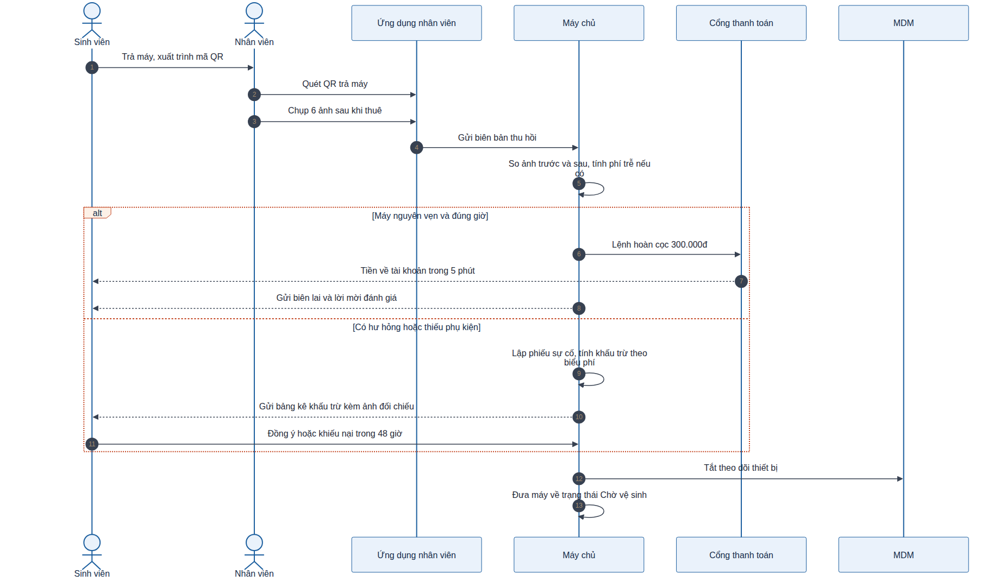 Sinh viên
Nhân viên
Ứng dụng nhân viên
Máy chủ
Cổng thanh toán
MDM
Trả máy, xuất trình mã QR
1
Quét QR trả máy
2
Chụp 6 ảnh sau khi thuê
3
Gửi biên bản thu hồi
4
So ảnh trước và sau, tính phí trễ nếu
có
5
alt
[Máy nguyên vẹn và đúng giờ]
Lệnh hoàn cọc 300.000đ
6
Tiền về tài khoản trong 5 phút
7
Gửi biên lai và lời mời đánh giá
8
[Có hư hỏng hoặc thiếu phụ kiện]
Lập phiếu sự cố, tính khấu trừ theo
biểu phí
9
Gửi bảng kê khấu trừ kèm ảnh đối chiếu
10
Đồng ý hoặc khiếu nại trong 48 giờ
11
Tắt theo dõi thiết bị
12
Đưa máy về trạng thái Chờ vệ sinh
13
Sinh viên
Nhân viên
Ứng dụng nhân viên
Máy chủ
Cổng thanh toán
MDM